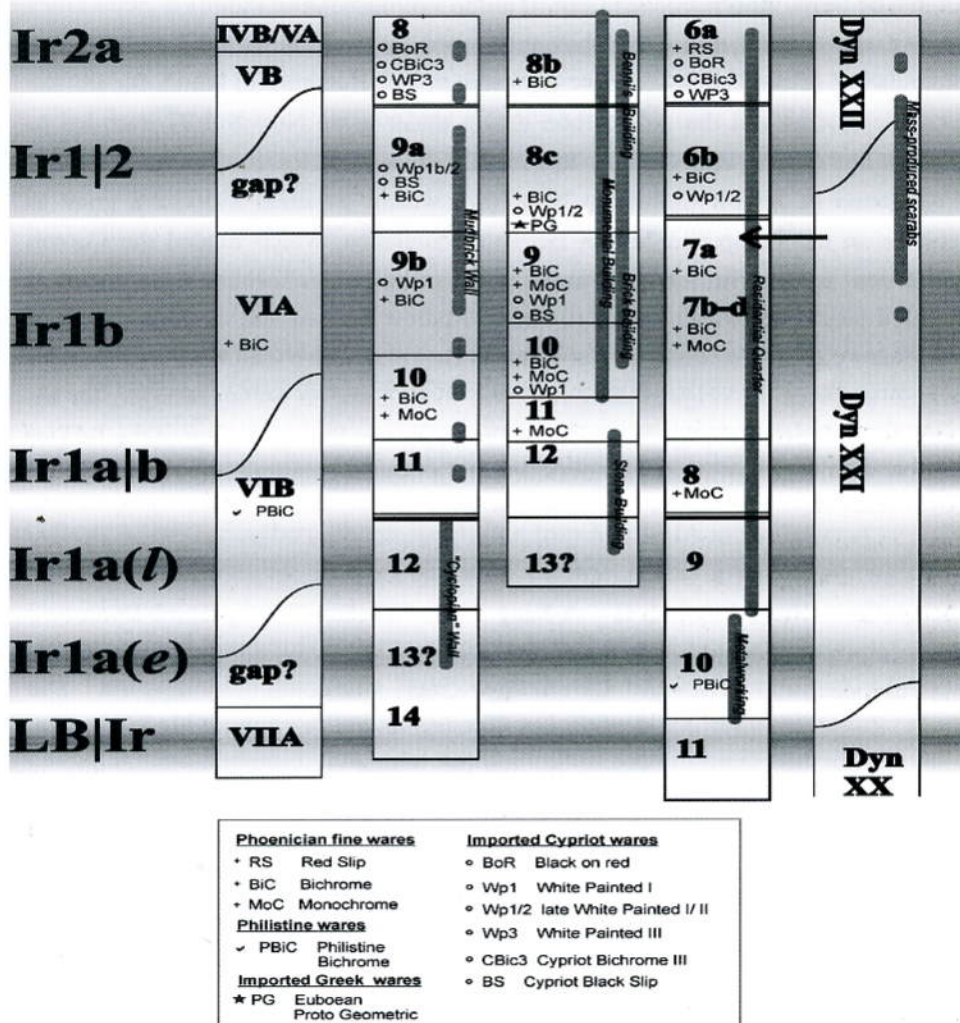 Ir2a
Ir1|2
Ir1b
Ir1a|b
Ir1a(l)
Ir1a(e)
LB|Ir
IVB/VA
VB
gap?
VIA
+ BiC
VIB
✓ PBiC
gap?
VIIA
8
o BoR
o CBiC3
o WP3
o BS
9a
o Wp1b/2
o BS
+ BiC
9b
o Wp1
+ BiC
10
+ BiC
+ MoC
11
12
13?
14
Mudbrick Wall
Wall
8b
+ BiC
8c
+ BiC
o Wp1/2
★ PG
9
+ BiC
+ MoC
o Wp1
o BS
10
+ BiC
+ MoC
o Wp1
11
+ MoC
12
13?
Benni's Building
Monumental Building
Brick Building
Stone Building
6a
+ RS
o BoR
o CBic3
o WP3
6b
+ BiC
o Wp1/2
7a
+ BiC
7b-d
+ BiC
+ MoC
8
+ MoC
9
10
✓ PBiC
11
Residential Quarter
Metalworking
Dyn XXII
Dyn XXI
Dyn
XX
Mass-produced scarabs
Phoenician fine wares
+ RS Red Slip
+ BiC Bichrome
+ MoC Monochrome
Philistine wares
✓ PBiC Philistine
Bichrome
Imported Greek wares
★ PG Euboean
Proto Geometric
Imported Cypriot wares
o BoR Black on red
o Wp1 White Painted I
o Wp1/2 late White Painted I/ II
o Wp3 White Painted III
o CBic3 Cypriot Bichrome III
o BS Cypriot Black Slip